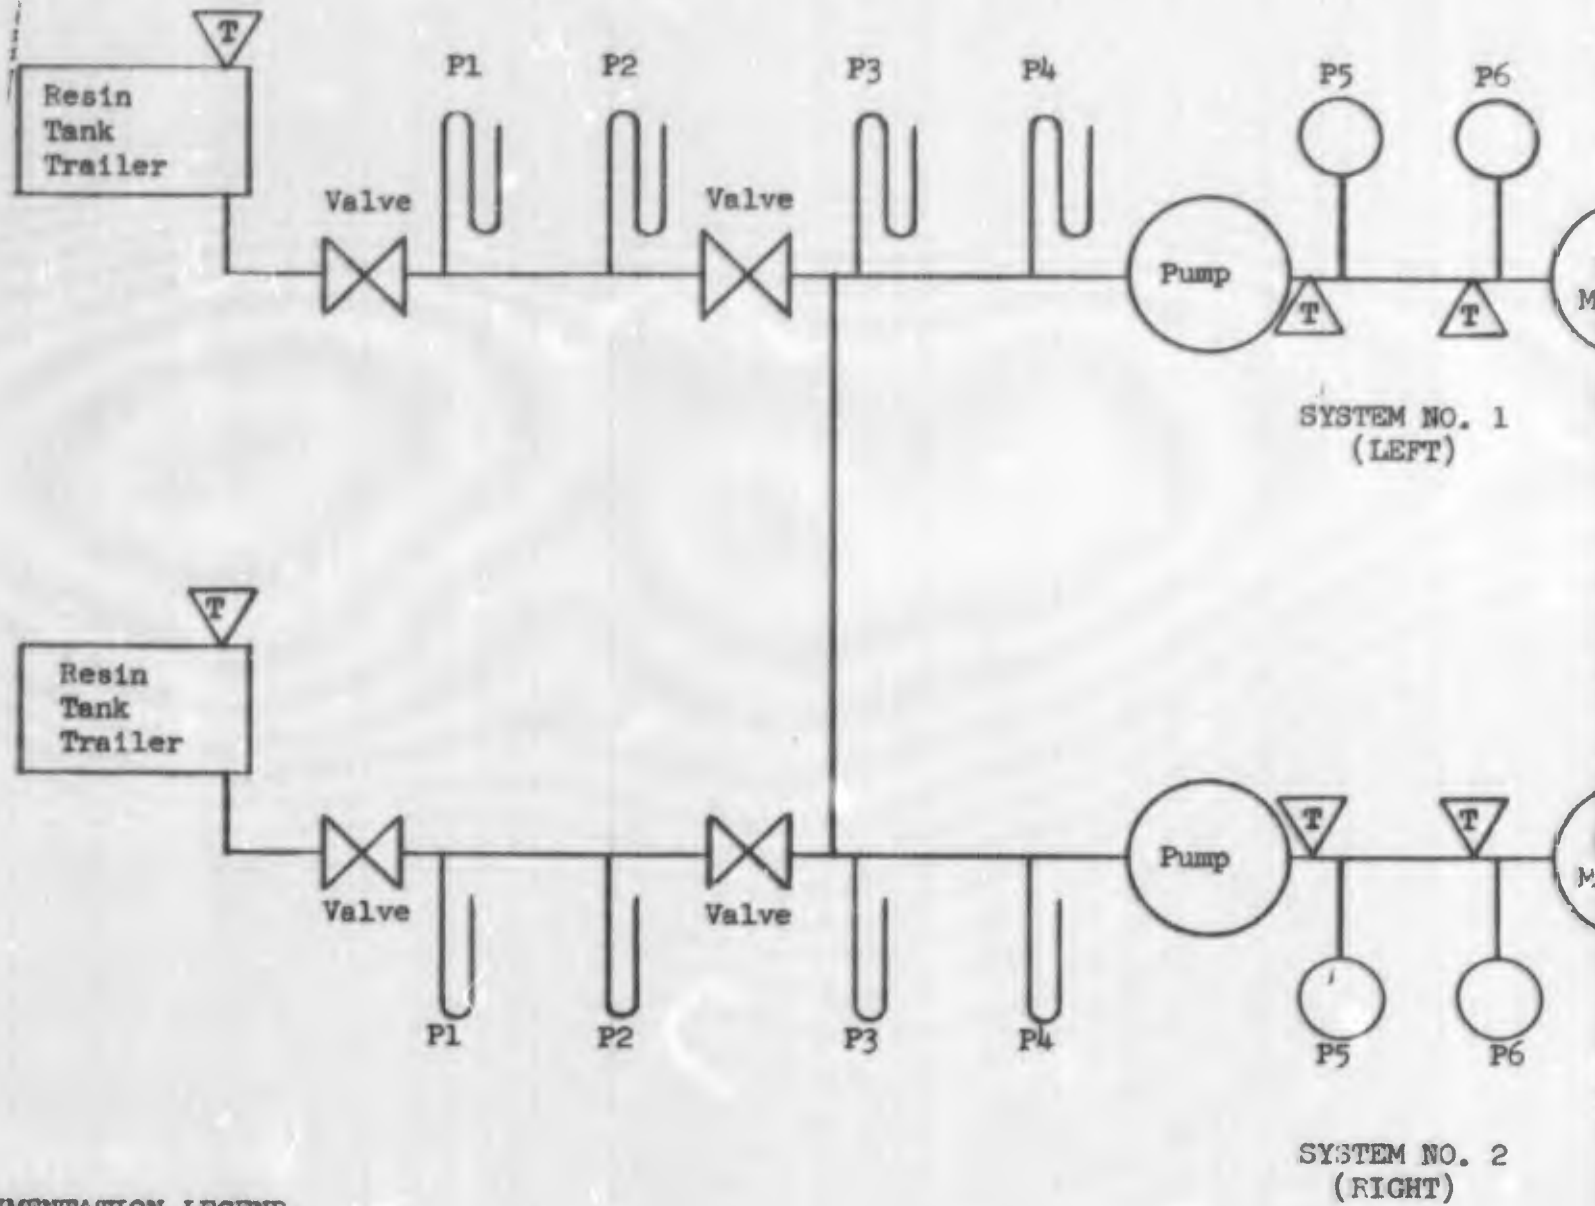 T
Resin
Tank
Trailer
P1
P2
P3
P4
P5
P6
Valve
Valve
Pump
T
T
M
SYSTEM NO. 1
(LEFT)
T
Resin
Tank
Trailer
Valve
Valve
Pump
T
T
M
P1
P2
P3
P4
P5
P6
SYSTEM NO. 2
(RIGHT)
LEGEND